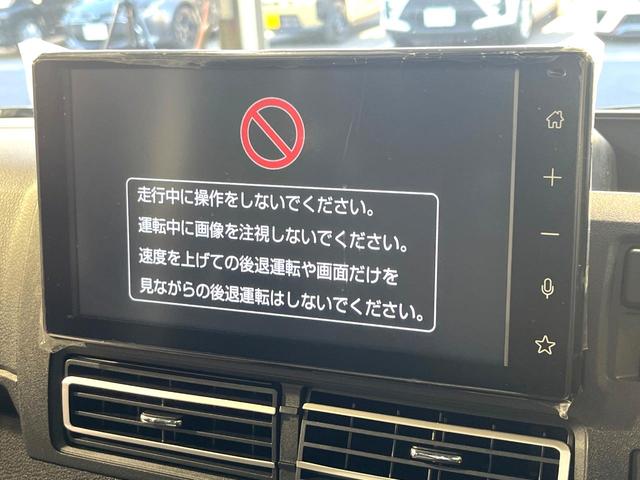 走行中に操作をしないでください。
運転中に画像を注視しないでください。
速度を上げての後退運転や画面だけを
見ながらの後退運転はしないでください。